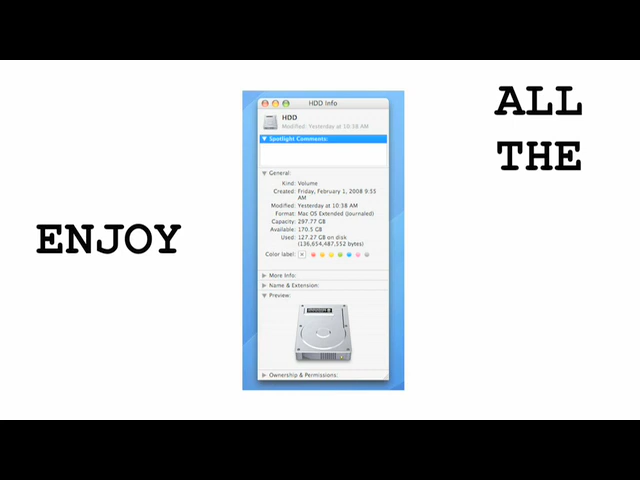 ENJOY
HDD Info
HDD
Modified: Yesterday at 10:38 AM
Spotlight Comments:
General:
Kind: Volume
Created: Friday, February 1, 2008 9:55
AM
Modified: Yesterday at 10:38 AM
Format: Mac OS Extended (Journaled)
Capacity: 297.77 GB
Available: 170.5 GB
Used: 127.27 GB on disk
(136,654,487,552 bytes)
Color label:
More Info:
Name & Extension:
Preview:
Ownership & Permissions:
ALL
THE